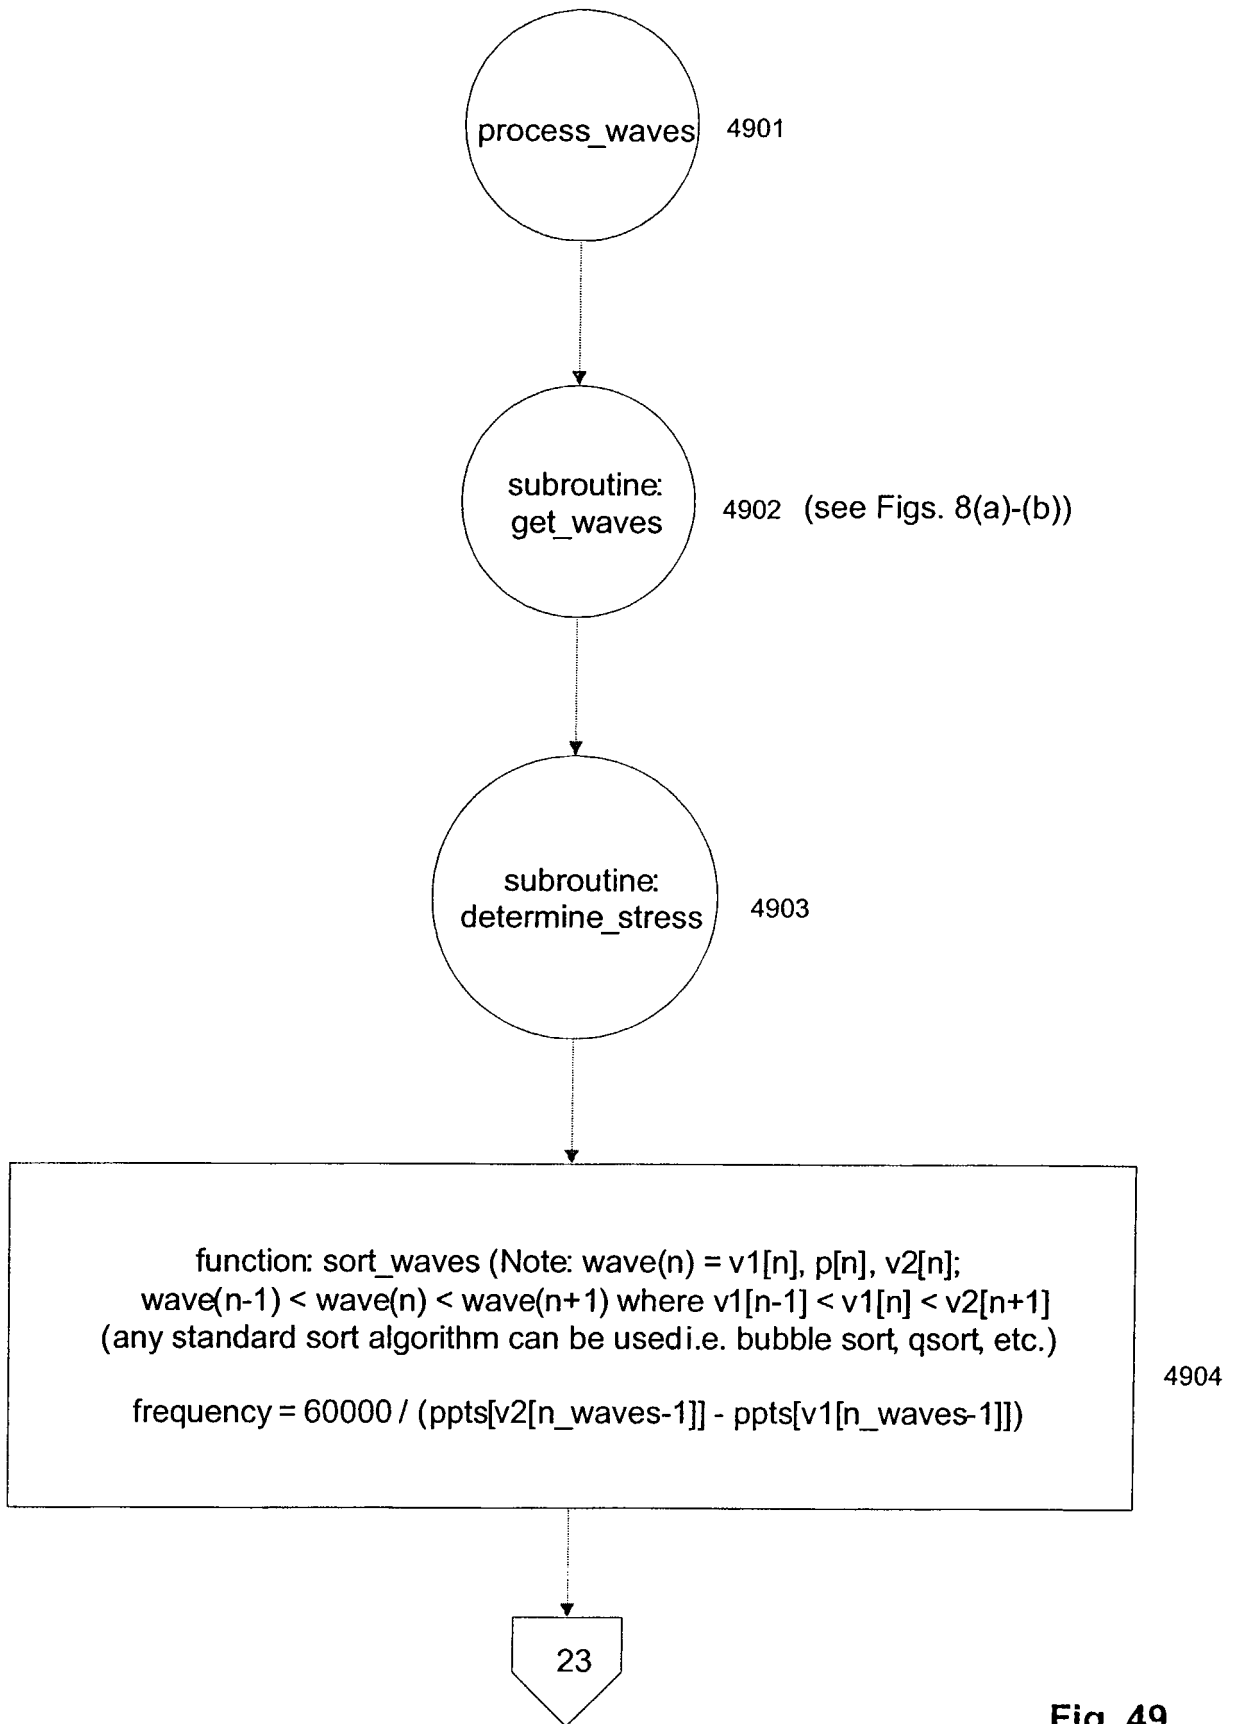 process_waves
4901
subroutine:
get_waves
4902 (see Figs. 8(a)-(b))
subroutine:
determine_stress
4903
function: sort_waves (Note: wave(n) = v1[n], p[n], v2[n];
wave(n-1) < wave(n) < wave(n+1) where v1[n-1] < v1[n] < v2[n+1]
(any standard sort algorithm can be used i.e. bubble sort, qsort, etc.)
frequency = 60000 / (ppts[v2[n_waves-1]] - ppts[v1[n_waves-1]])
4904
23
Fig. 49